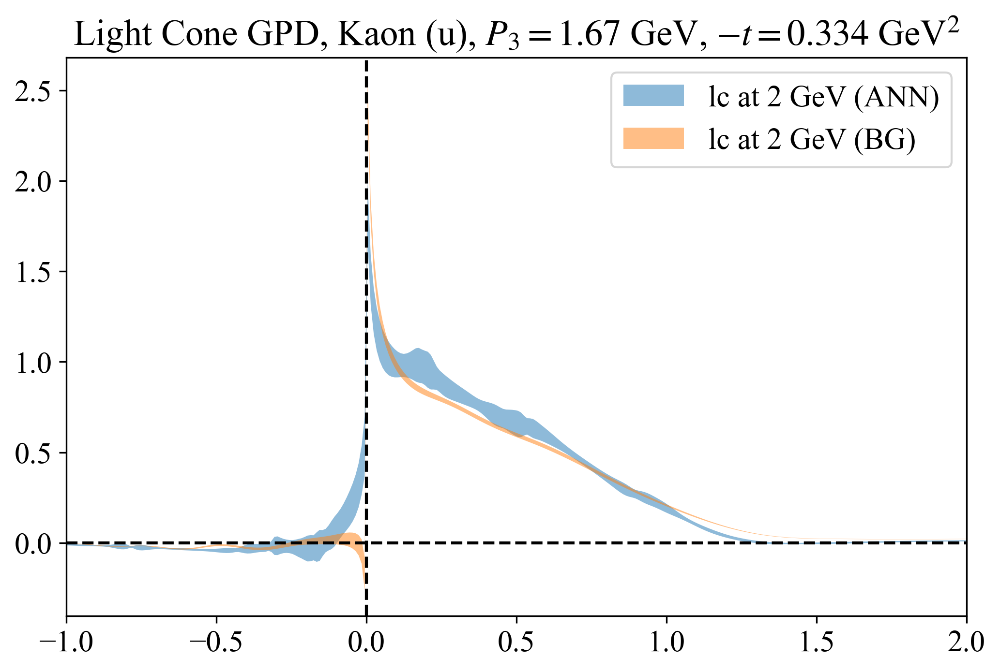 Light Cone GPD, Kaon (u), P₃ = 1.67 GeV, −t = 0.334 GeV²
lc at 2 GeV (ANN)
lc at 2 GeV (BG)
2.5
2.0
1.5
1.0
0.5
0.0
−1.0 −0.5 0.0 0.5 1.0 1.5 2.0